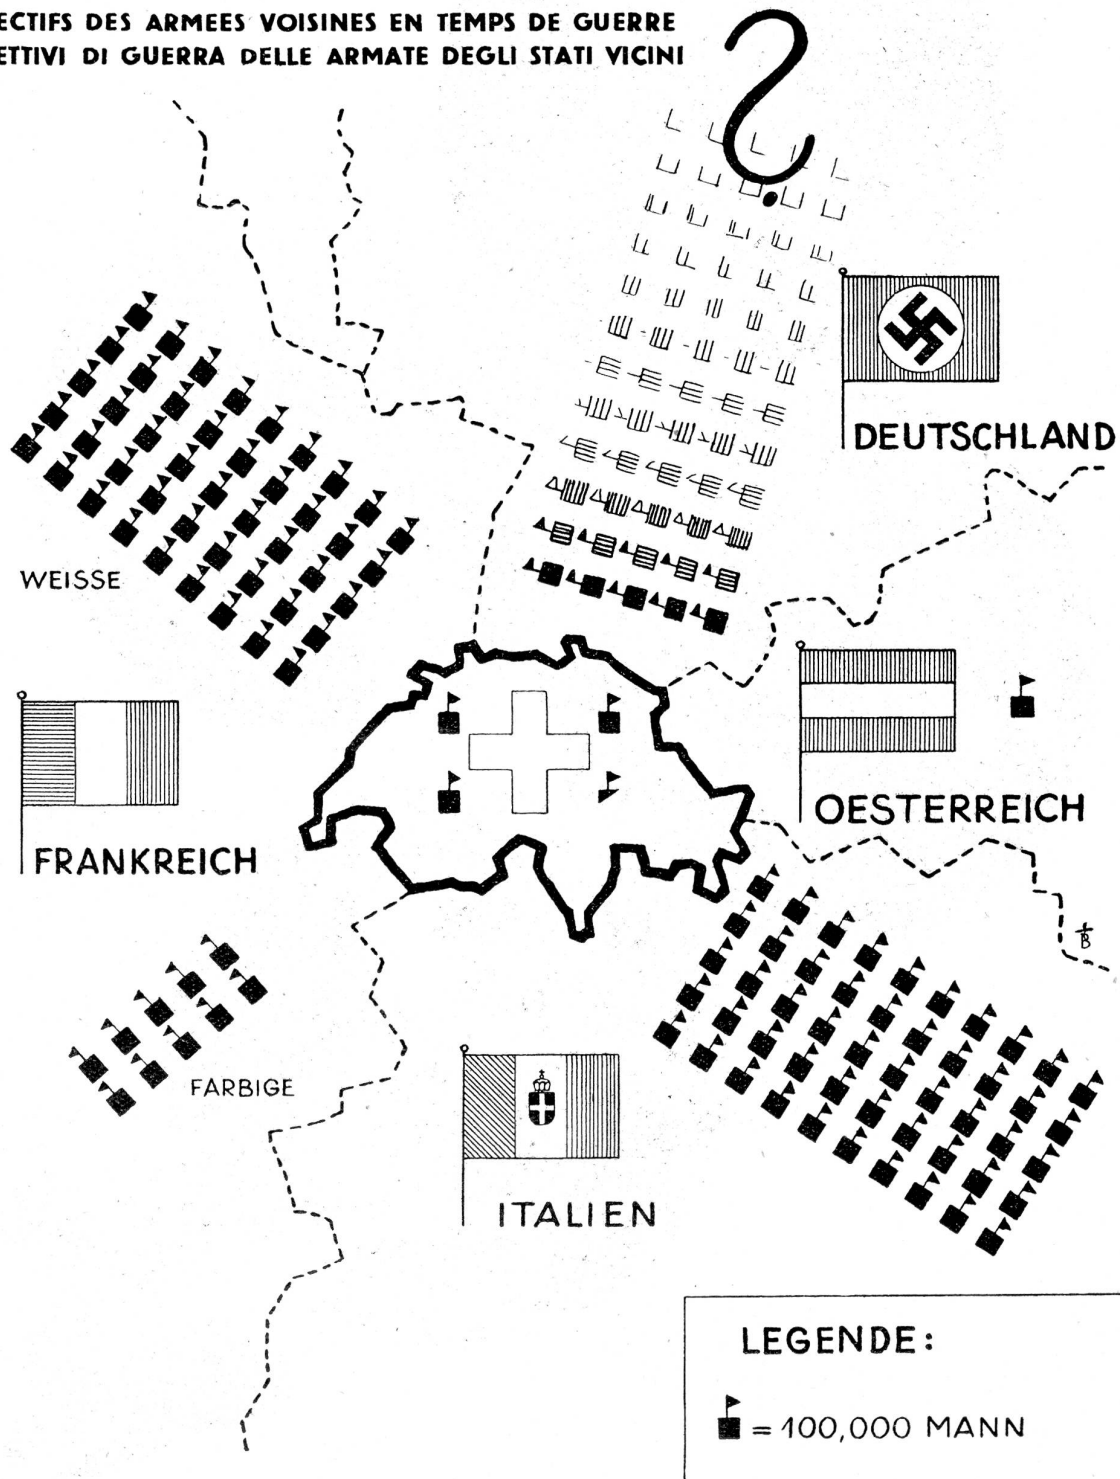 ECTIFS DES ARMEES VOISINES EN TEMPS DE GUERRE
ETTIVI DI GUERRA DELLE ARMATE DEGLI STATI VICINI
?
DEUTSCHLAND
WEISSE
OESTERREICH
FRANKREICH
FARBIGE
ITALIEN
LEGENDE:
= 100,000 MANN